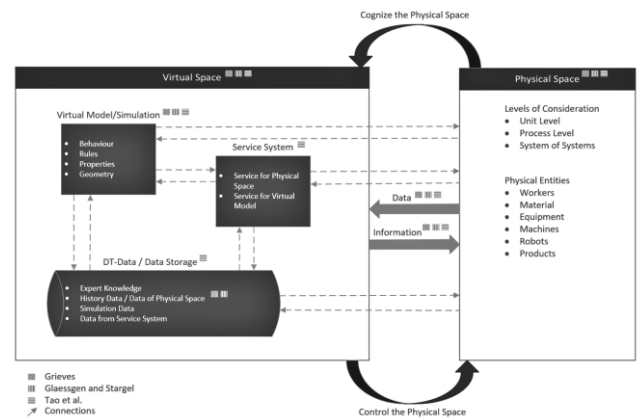 Cognize the Physical Space
Virtual Space
Physical Space
Virtual Model/Simulation
• Behaviour
• Rules
• Properties
• Geometry
Service System
• Service for Physical
Space
• Service for Virtual
Model
Data
Information
DT-Data / Data Storage
• Expert Knowledge
• History Data / Data of Physical Space
• Simulation Data
• Data from Service System
Levels of Consideration
• Unit Level
• Process Level
• System of Systems
Physical Entities
• Workers
• Material
• Equipment
• Machines
• Robots
• Products
Grieves
Glaessgen and Stargel
Tao et al.
Connections
Control the Physical Space